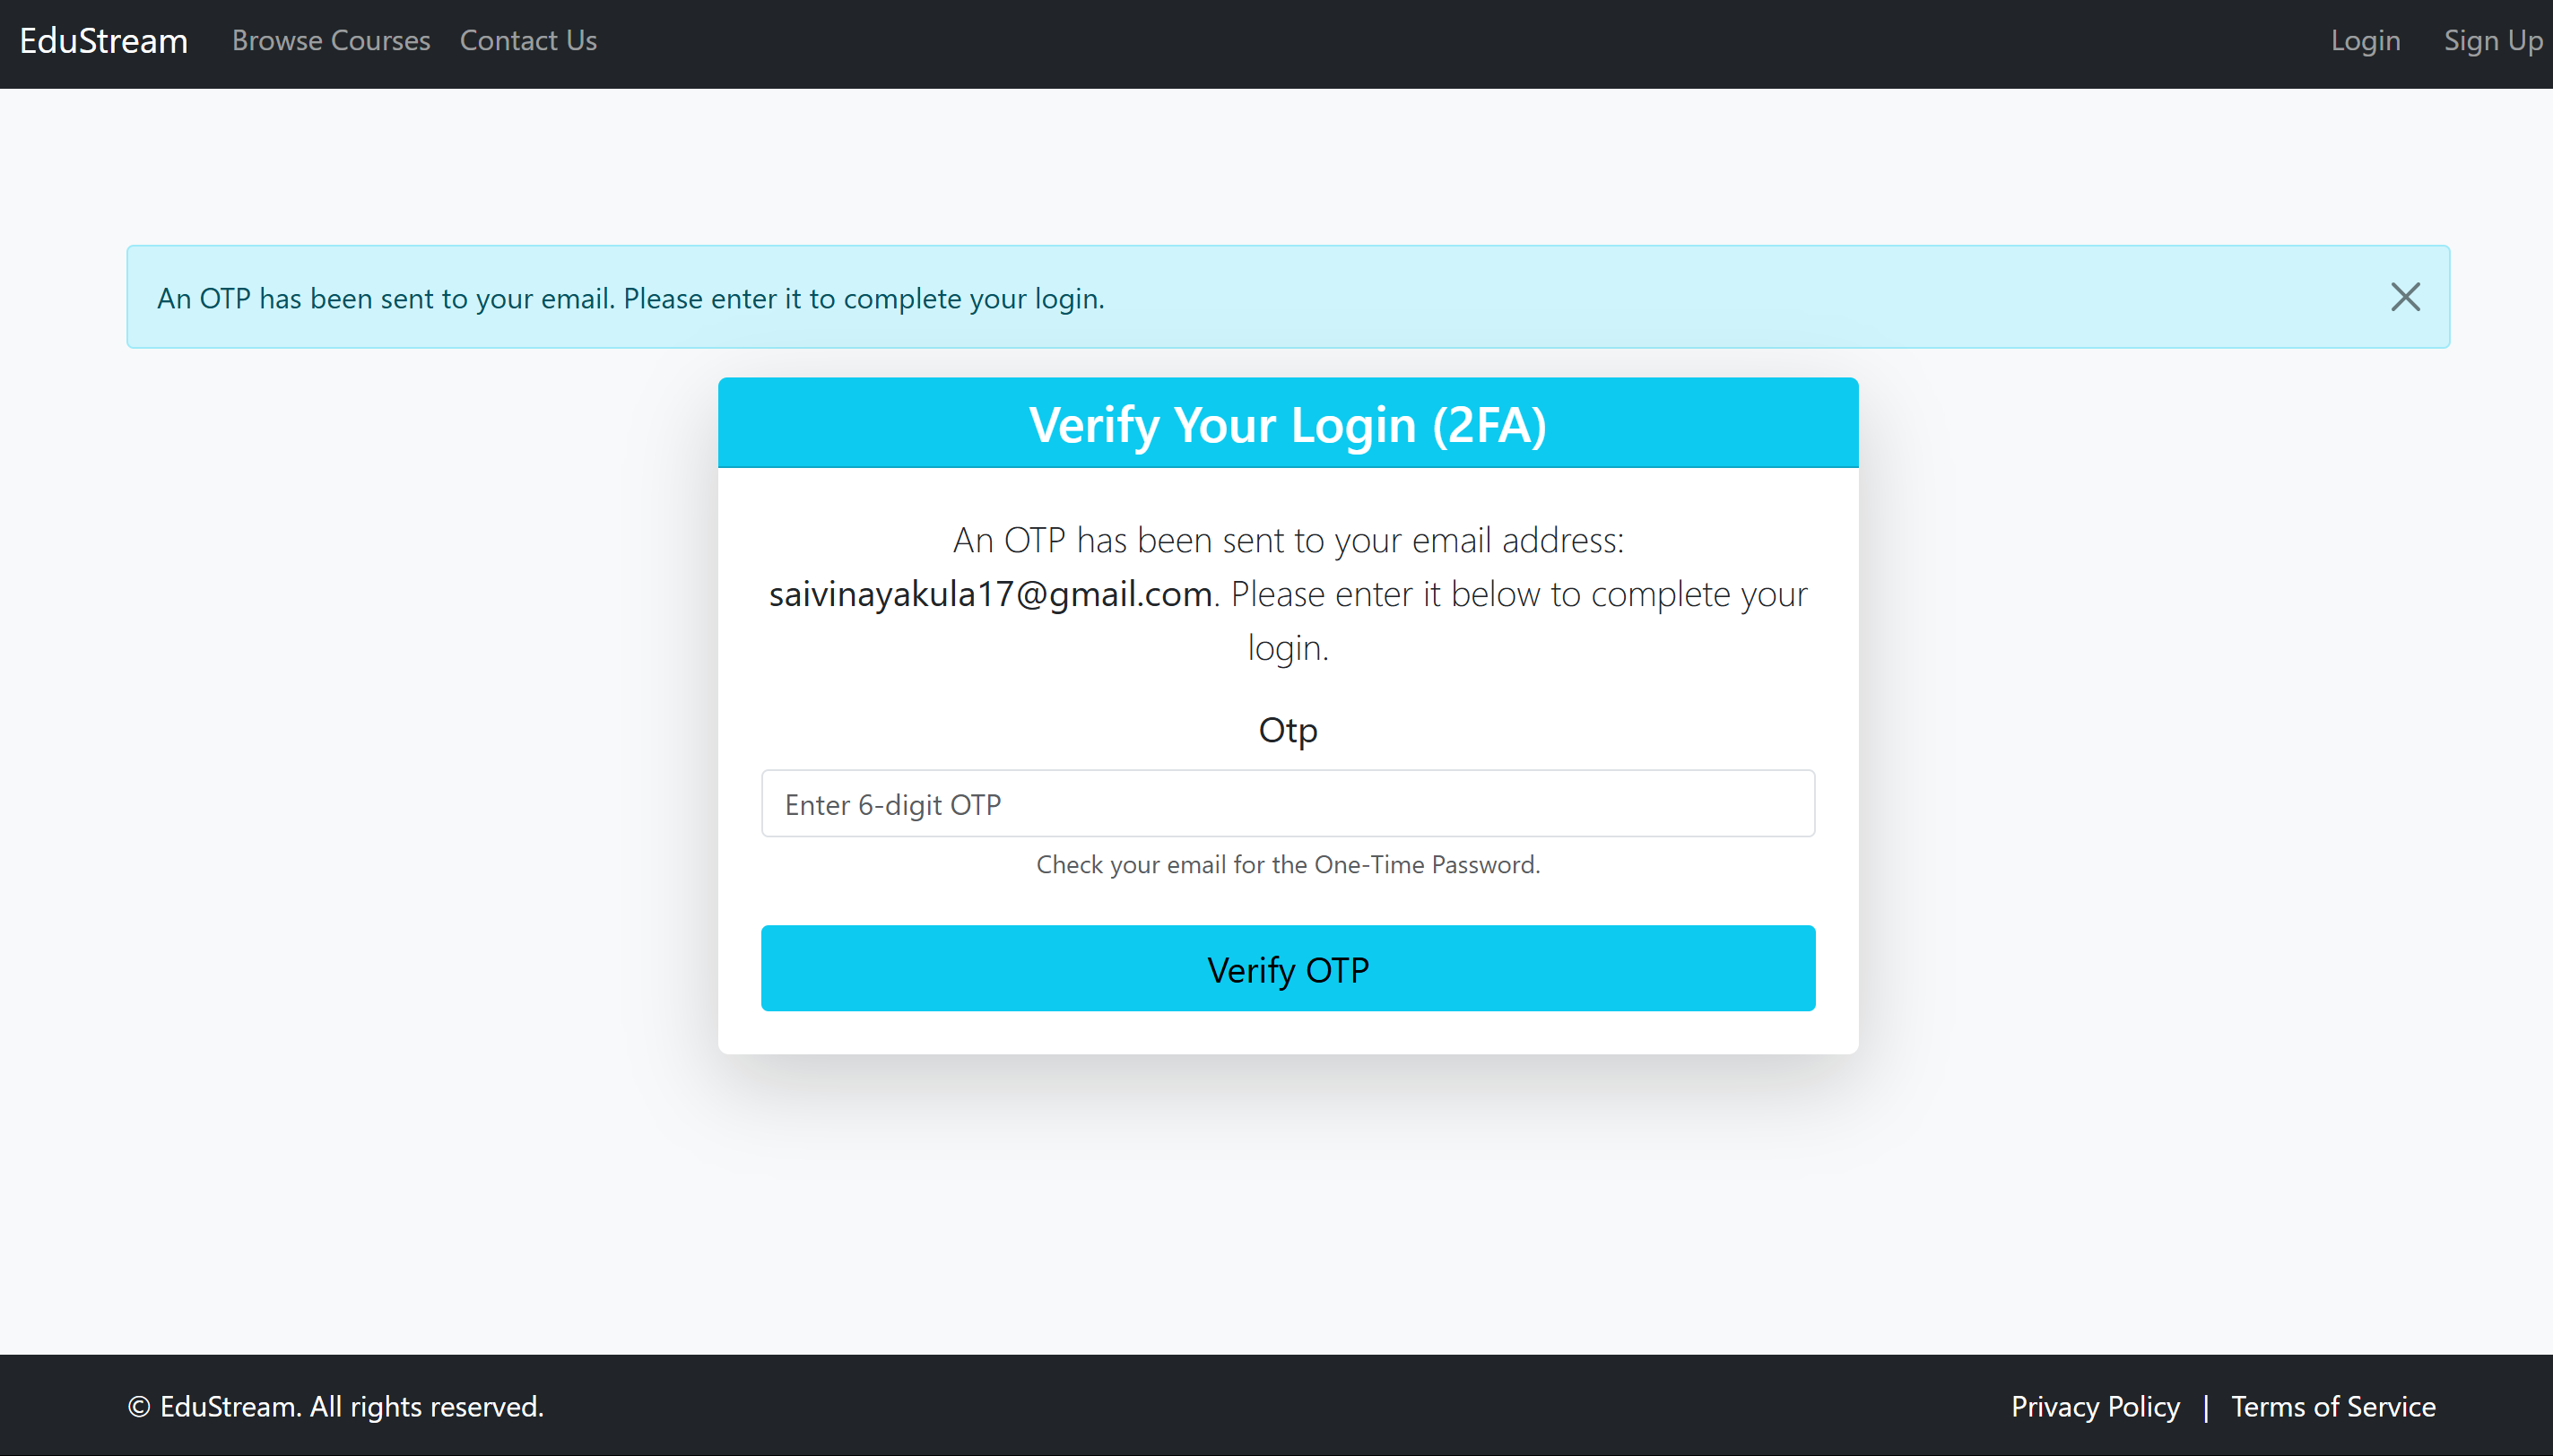 EduStream Browse Courses Contact Us Login Sign Up
An OTP has been sent to your email. Please enter it to complete your login.
Verify Your Login (2FA)
An OTP has been sent to your email address:
saivinayakula17@gmail.com. Please enter it below to complete your
login.
Otp
Enter 6-digit OTP
Check your email for the One-Time Password.
Verify OTP
© EduStream. All rights reserved. Privacy Policy | Terms of Service